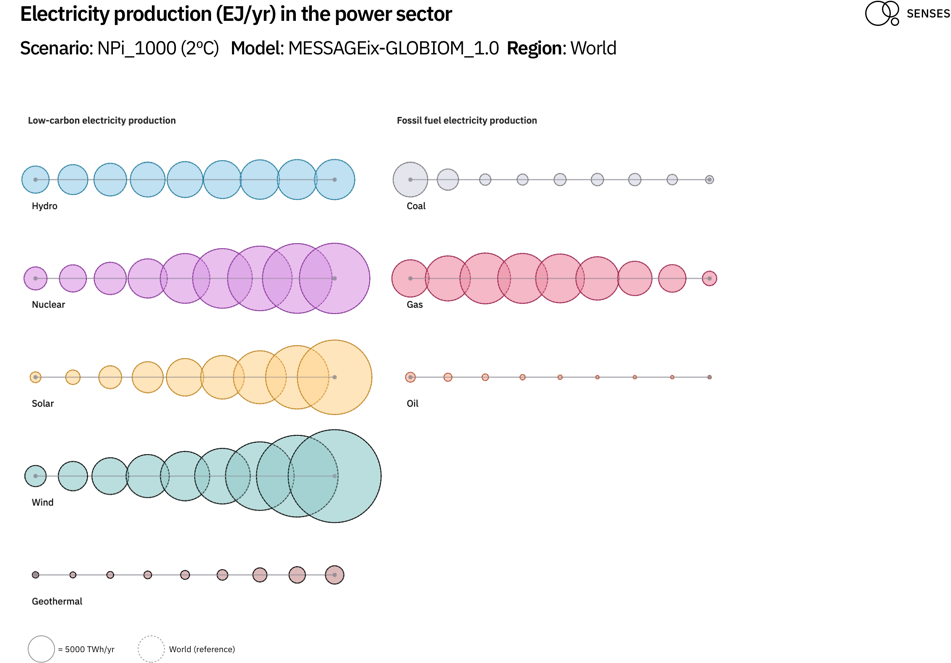 Electricity production (EJ/yr) in the power sector
SENSES
Scenario: NPi_1000 (2ºC) Model: MESSAGEix-GLOBIOM_1.0 Region: World
Low-carbon electricity production
Fossil fuel electricity production
Hydro
Coal
Nuclear
Gas
Solar
Oil
Wind
Geothermal
= 5000 TWh/yr
World (reference)